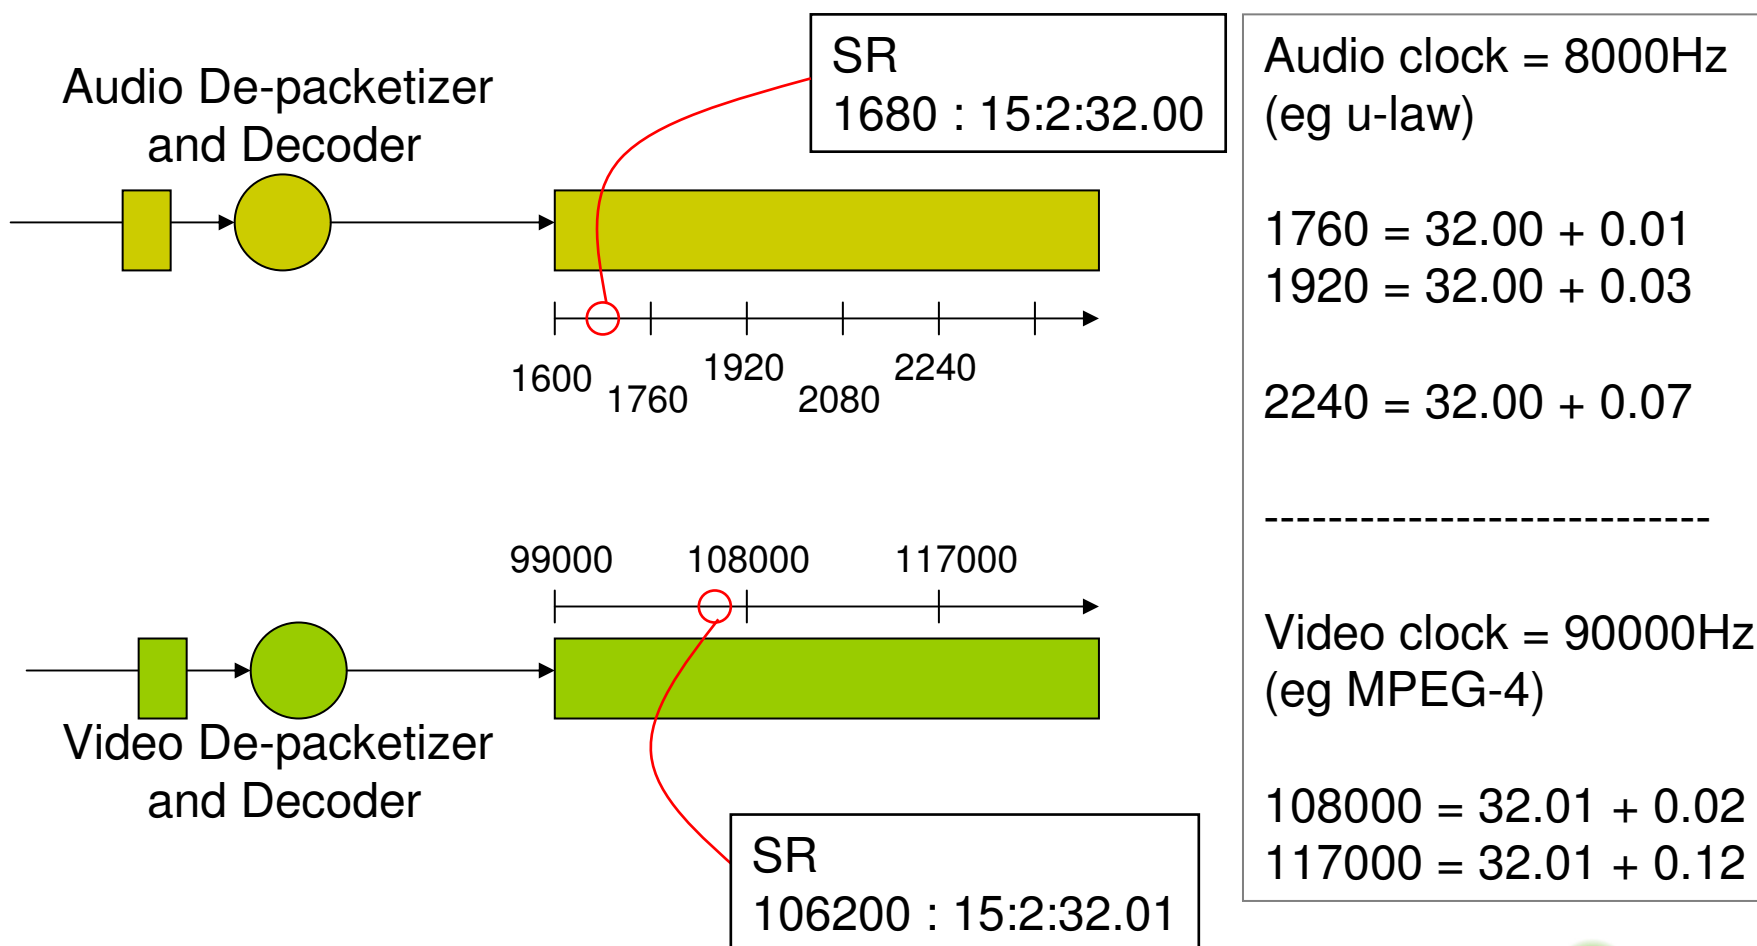 Audio De-packetizer
and Decoder
SR
1680 : 15:2:32.00
1600
1760
1920
2080
2240
99000
108000
117000
Video De-packetizer
and Decoder
SR
106200 : 15:2:32.01
Audio clock = 8000Hz
(eg u-law)
1760 = 32.00 + 0.01
1920 = 32.00 + 0.03
2240 = 32.00 + 0.07
----------------------------
Video clock = 90000Hz
(eg MPEG-4)
108000 = 32.01 + 0.02
117000 = 32.01 + 0.12